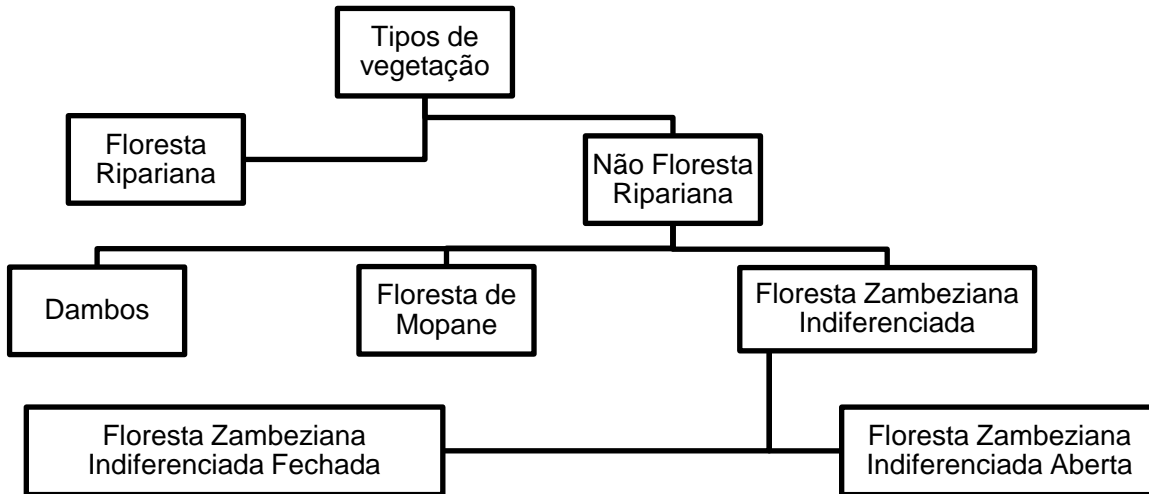 Tipos de
vegetação
Floresta
Ripariana
Não Floresta
Ripariana
Dambos
Floresta de
Mopane
Floresta Zambeziana
Indiferenciada
Floresta Zambeziana
Indiferenciada Fechada
Floresta Zambeziana
Indiferenciada Aberta